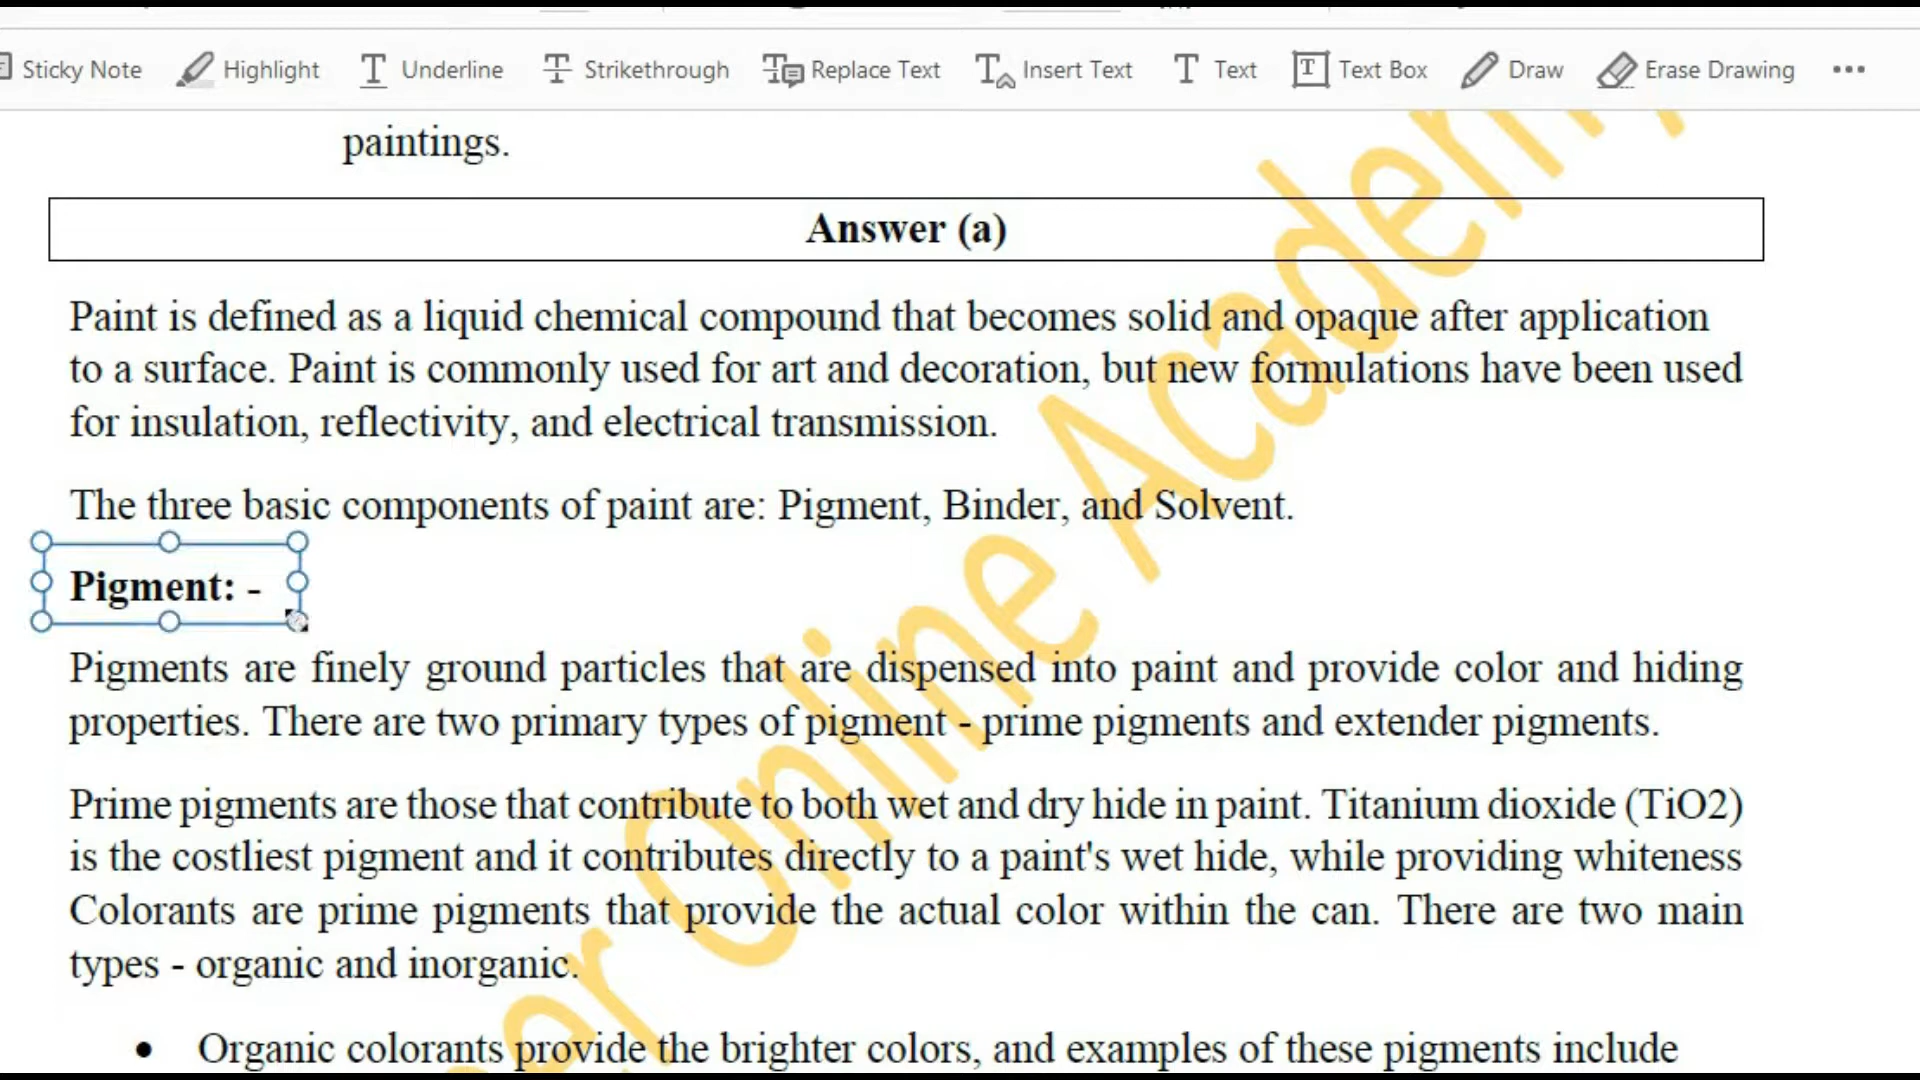 Sticky Note Highlight Underline Strikethrough Replace Text Insert Text Text Text Box Draw Erase Drawing
paintings.
Answer (a)
Paint is defined as a liquid chemical compound that becomes solid and opaque after application
to a surface. Paint is commonly used for art and decoration, but new formulations have been used
for insulation, reflectivity, and electrical transmission.
The three basic components of paint are: Pigment, Binder, and Solvent.
Pigment: -
Pigments are finely ground particles that are dispensed into paint and provide color and hiding
properties. There are two primary types of pigment - prime pigments and extender pigments.
Prime pigments are those that contribute to both wet and dry hide in paint. Titanium dioxide (TiO2)
is the costliest pigment and it contributes directly to a paint's wet hide, while providing whiteness
Colorants are prime pigments that provide the actual color within the can. There are two main
types - organic and inorganic.
• Organic colorants provide the brighter colors, and examples of these pigments include
Online